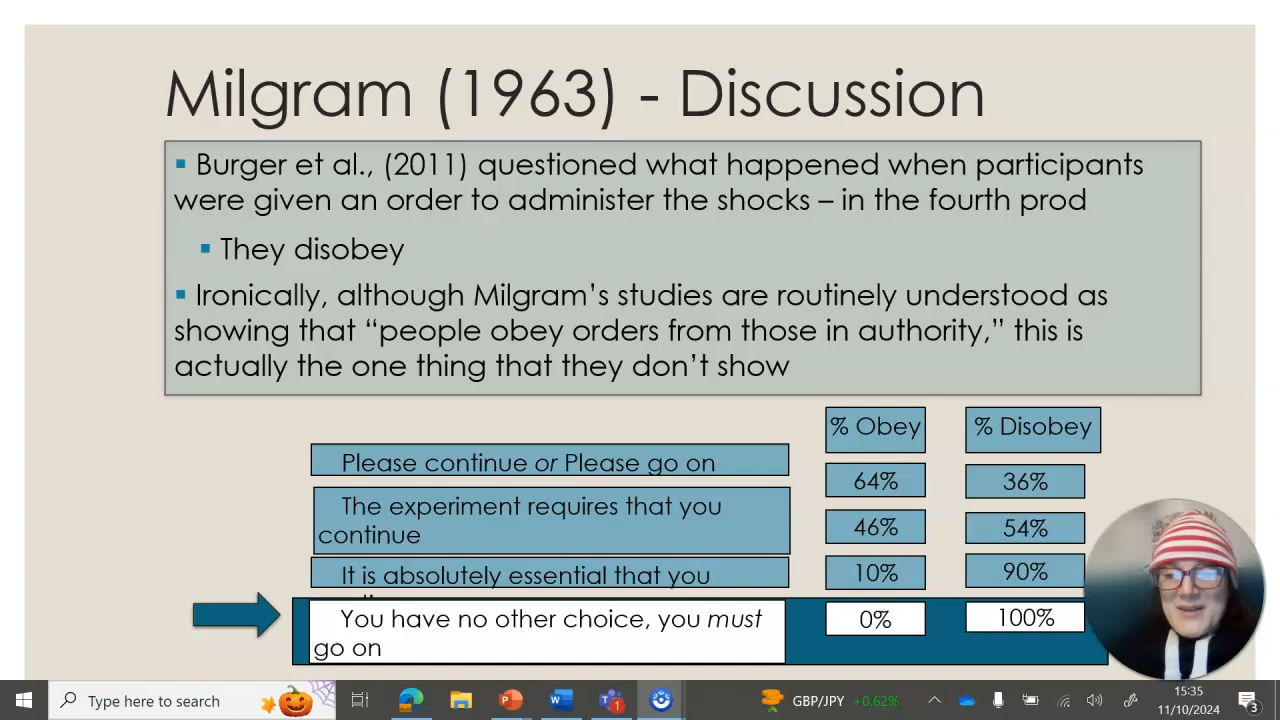 Milgram (1963) - Discussion
▪ Burger et al., (2011) questioned what happened when participants
were given an order to administer the shocks – in the fourth prod
▪ They disobey
▪ Ironically, although Milgram’s studies are routinely understood as
showing that “people obey orders from those in authority,” this is
actually the one thing that they don’t show
% Obey % Disobey
Please continue or Please go on
64% 36%
The experiment requires that you
continue
46% 54%
It is absolutely essential that you
10% 90%
You have no other choice, you must
go on
0% 100%
Type here to search
1
GBP/JPY +0.62%
15:35
11/10/2024
3